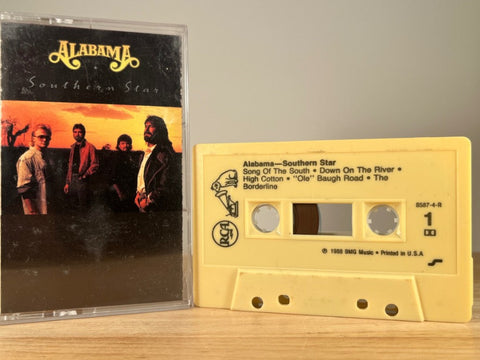 ALABAMA
Southern Star
Alabama—Southern Star
Song Of The South • Down On The River •
High Cotton • "Ole" Baugh Road • The
Borderline
8587-4-R
1
RCA
℗ 1988 BMG Music • Printed in U.S.A